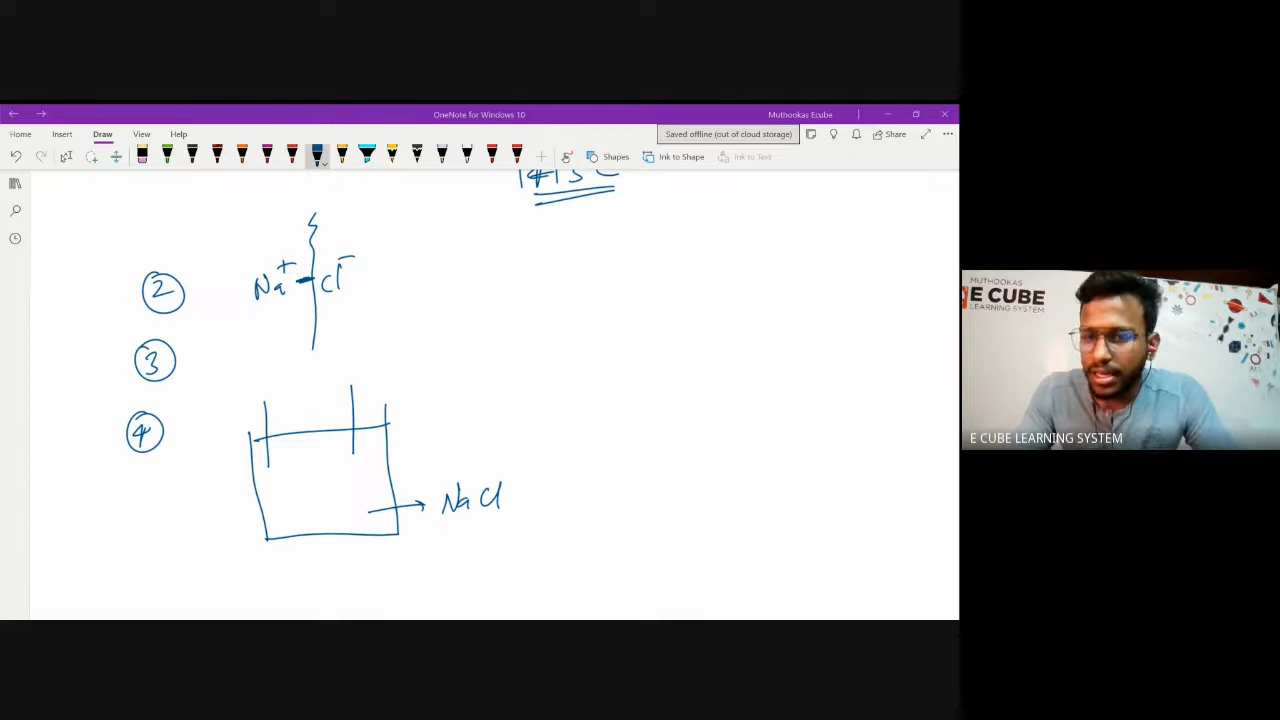 OneNote for Windows 10
Muthookas Ecube
Home Insert Draw View Help
Saved offline (out of cloud storage)
Share
Shapes
Ink to Shape
Ink to Text
2
Na+ Cl-
3
4
NaCl
MUTHOOKAS
E CUBE
LEARNING SYSTEM
E CUBE LEARNING SYSTEM